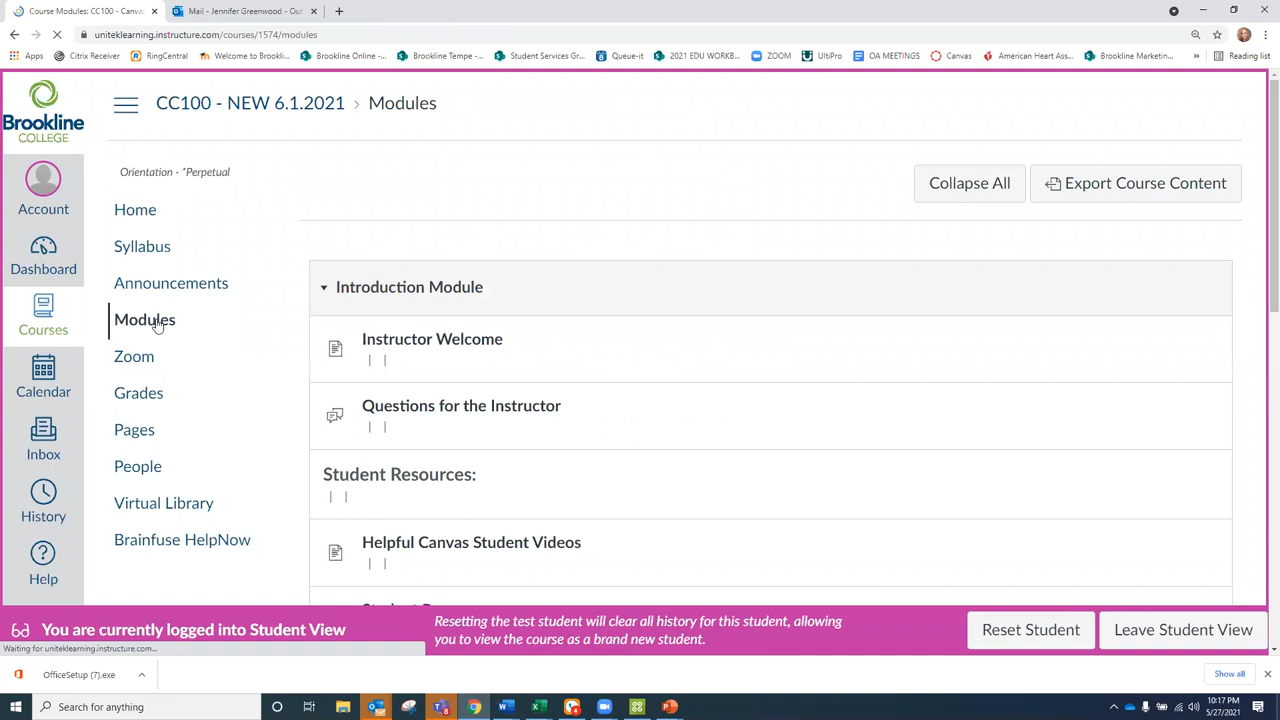 Course Modules: CC100 - Canva
Mail - Jennifer Greenwood - Out
uniteklearning.instructure.com/courses/1574/modules
Apps
Citrix Receiver
RingCentral
Welcome to Brookli...
Brookline Online -...
Brookline Tempe -...
Student Services Gr...
Queue-it
2021 EDU WORKB...
ZOOM
UltiPro
OA MEETINGS
Canvas
American Heart Ass...
Brookline Marketin...
»
Reading list
Brookline
COLLEGE
CC100 - NEW 6.1.2021 › Modules
Account
Dashboard
Courses
Calendar
Inbox
History
Help
Orientation - *Perpetual
Home
Syllabus
Announcements
Modules
Zoom
Grades
Pages
People
Virtual Library
Brainfuse HelpNow
Collapse All
Export Course Content
Introduction Module
Instructor Welcome
| |
Questions for the Instructor
| |
Student Resources:
| |
Helpful Canvas Student Videos
| |
You are currently logged into Student View
Resetting the test student will clear all history for this student, allowing
you to view the course as a brand new student.
Reset Student
Leave Student View
Waiting for uniteklearning.instructure.com...
OfficeSetup (7).exe
Show all
Search for anything
10:17 PM
5/27/2021